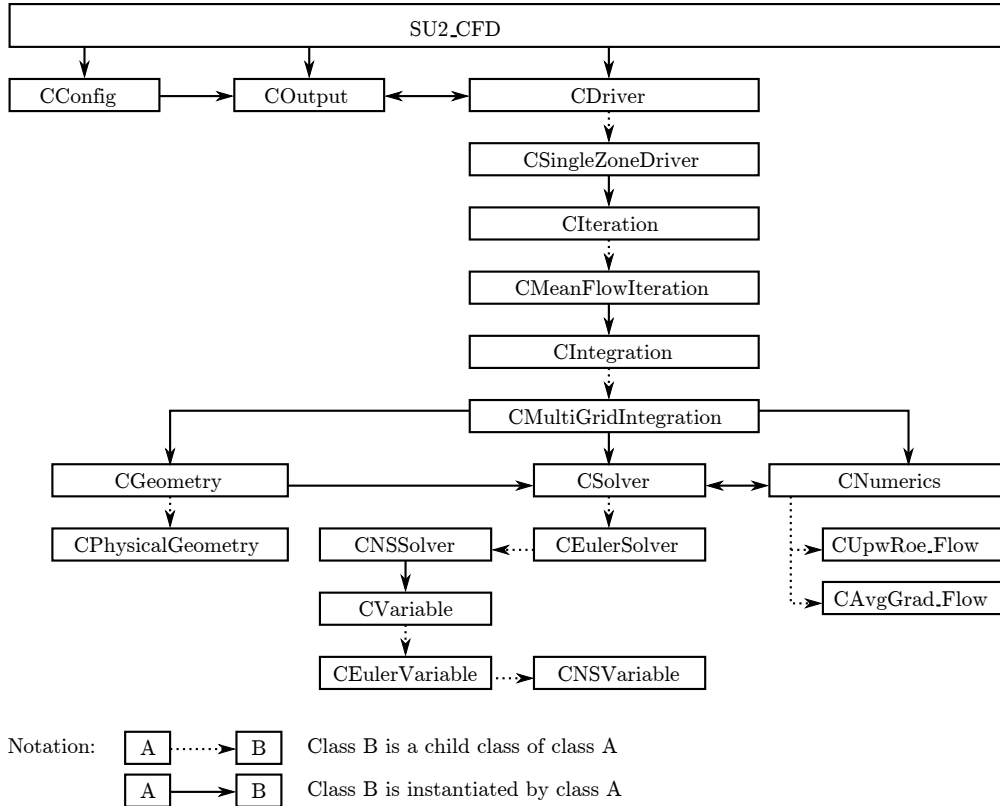 SU2_CFD
CConfig COutput CDriver
CSingleZoneDriver
CIteration
CMeanFlowIteration
CIntegration
CMultiGridIntegration
CGeometry CSolver CNumerics
CPhysicalGeometry CNSSolver CEulerSolver CUpwRoe_Flow
CVariable CAvgGrad_Flow
CEulerVariable CNSVariable
Notation: A B Class B is a child class of class A
A B Class B is instantiated by class A